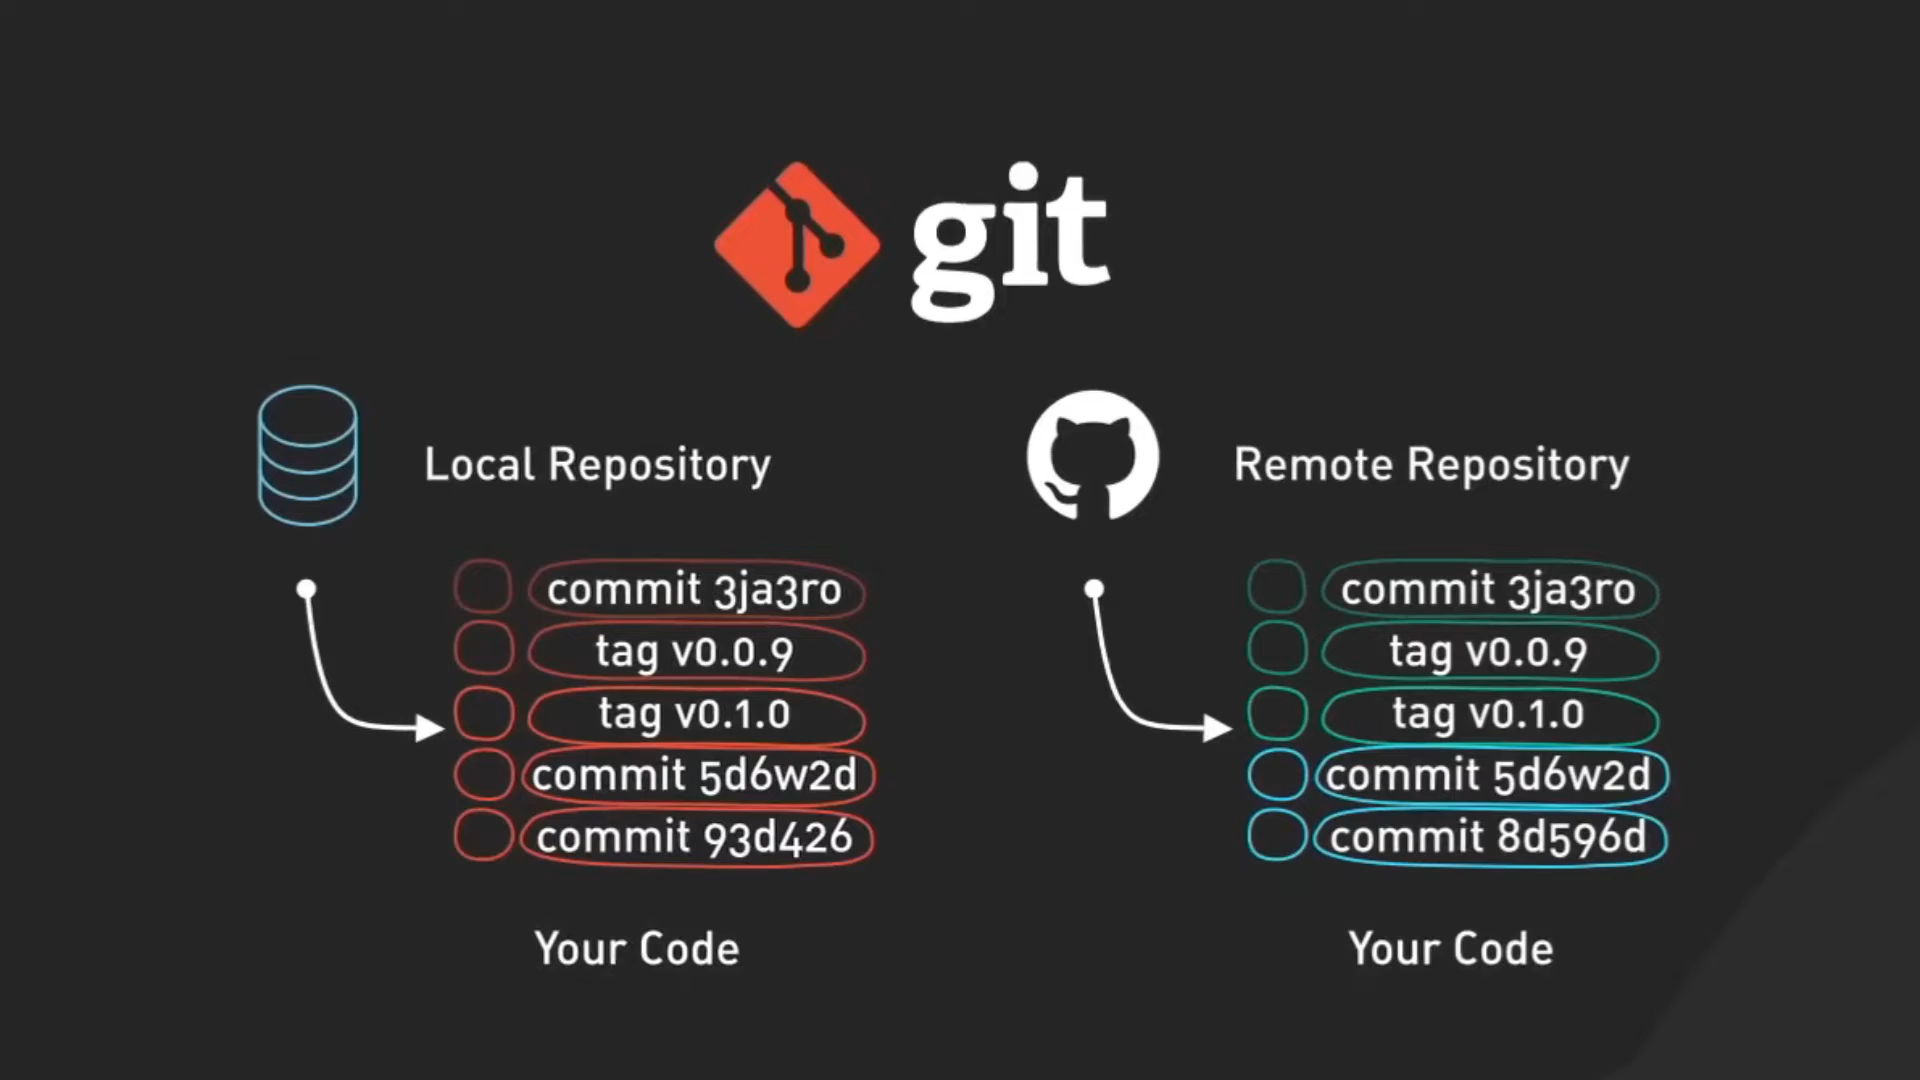 git
Local Repository
commit 3ja3ro
tag v0.0.9
tag v0.1.0
commit 5d6w2d
commit 93d426
Your Code
Remote Repository
commit 3ja3ro
tag v0.0.9
tag v0.1.0
commit 5d6w2d
commit 8d596d
Your Code